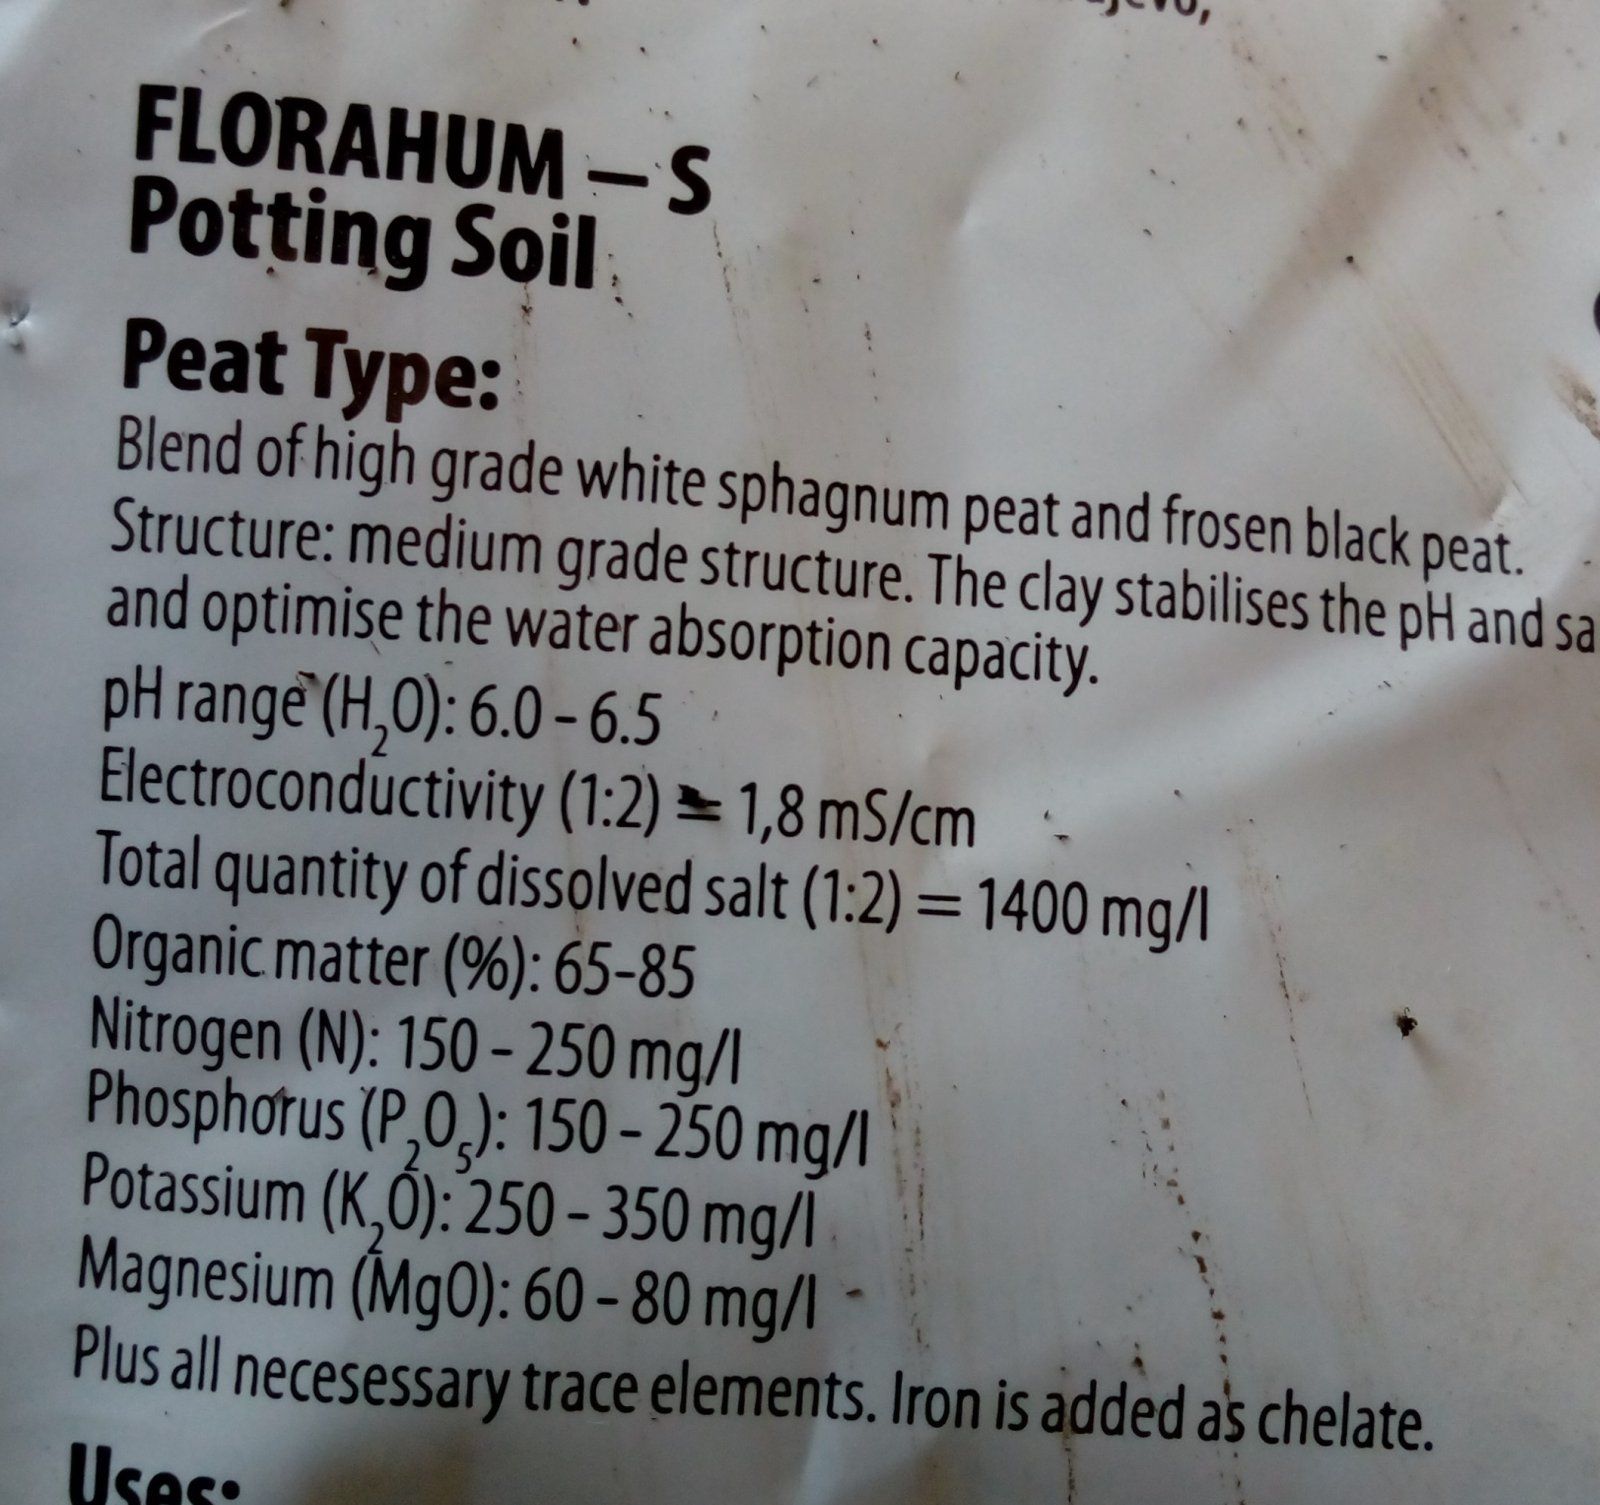 FLORAHUM – S
Potting Soil
Peat Type:
Blend of high grade white sphagnum peat and frosen black peat.
Structure: medium grade structure. The clay stabilises the pH and
and optimise the water absorption capacity.
pH range (H₂O): 6.0 – 6.5
Electroconductivity (1:2) = 1,8 mS/cm
Total quantity of dissolved salt (1:2) = 1400 mg/l
Organic matter (%): 65-85
Nitrogen (N): 150 – 250 mg/l
Phosphorus (P₂O₅): 150 – 250 mg/l
Potassium (K₂O): 250 – 350 mg/l
Magnesium (MgO): 60 – 80 mg/l
Plus all necesessary trace elements. Iron is added as chelate.
Uses: